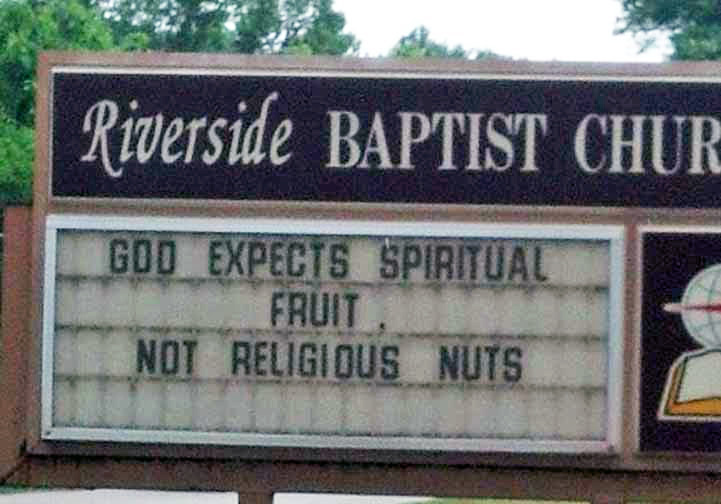 Riverside BAPTIST CHUR
GOD EXPECTS SPIRITUAL
FRUIT .
NOT RELIGIOUS NUTS